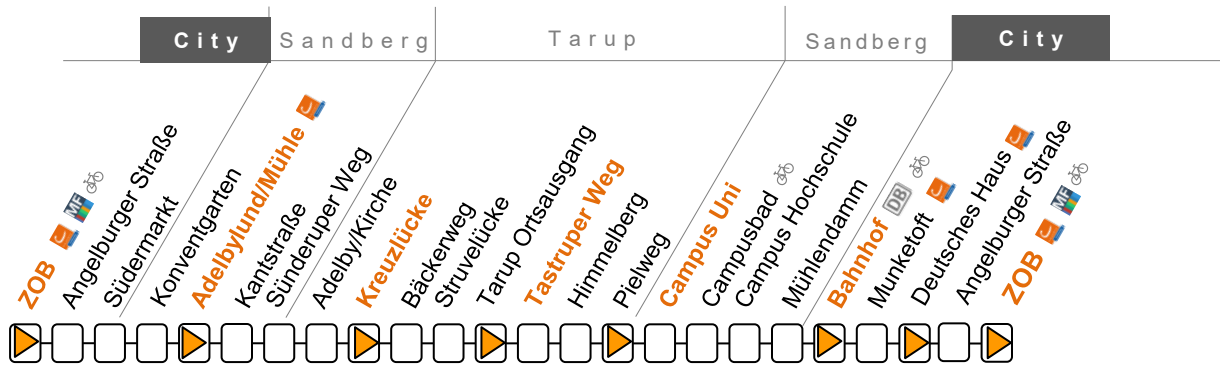 City
Sandberg
Tarup
Sandberg
City
ZOB MF
Angelburger Straße
Südermarkt
Konventgarten
Adelbylund/Mühle
Kantstraße
Sünderuper Weg
Adelby/Kirche
Kreuzlücke
Bäckerweg
Struvelücke
Tarup Ortsausgang
Tastruper Weg
Himmelberg
Pielweg
Campus Uni
Campusbad
Campus Hochschule
Mühlendamm
Bahnhof DB
Munketoft
Deutsches Haus
Angelburger Straße
ZOB MF